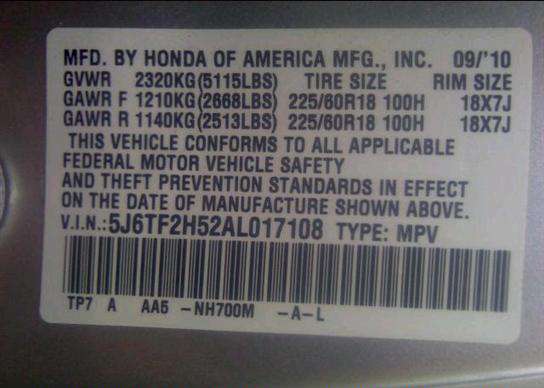 MFD. BY HONDA OF AMERICA MFG., INC. 09/'10
GVWR 2320KG(5115LBS) TIRE SIZE RIM SIZE
GAWR F 1210KG(2668LBS) 225/60R18 100H 18X7J
GAWR R 1140KG(2513LBS) 225/60R18 100H 18X7J
THIS VEHICLE CONFORMS TO ALL APPLICABLE
FEDERAL MOTOR VEHICLE SAFETY
AND THEFT PREVENTION STANDARDS IN EFFECT
ON THE DATE OF MANUFACTURE SHOWN ABOVE.
V.I.N.:5J6TF2H52AL017108 TYPE: MPV
TP7 A AA5 -NH700M -A-L